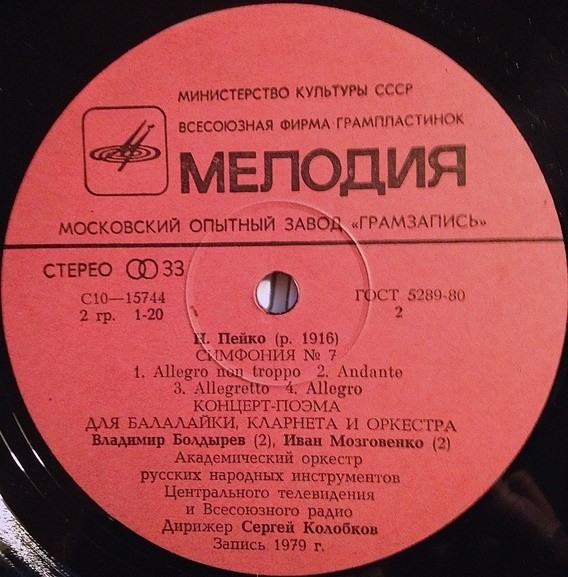 МИНИСТЕРСТВО КУЛЬТУРЫ СССР
ВСЕСОЮЗНАЯ ФИРМА ГРАМПЛАСТИНОК
МЕЛОДИЯ
МОСКОВСКИЙ ОПЫТНЫЙ ЗАВОД «ГРАМЗАПИСЬ»
СТЕРЕО 33
С10—15744 ГОСТ 5289-80
2 гр. 1-20 2
Н. Пейко (р. 1916)
СИМФОНИЯ № 7
1. Allegro non troppo 2. Andante
3. Allegretto 4. Allegro
КОНЦЕРТ-ПОЭМА
ДЛЯ БАЛАЛАЙКИ, КЛАРНЕТА И ОРКЕСТРА
Владимир Болдырев (2), Иван Мозговенко (2)
Академический оркестр
русских народных инструментов
Центрального телевидения
и Всесоюзного радио
Дирижер Сергей Колобков
Запись 1979 г.